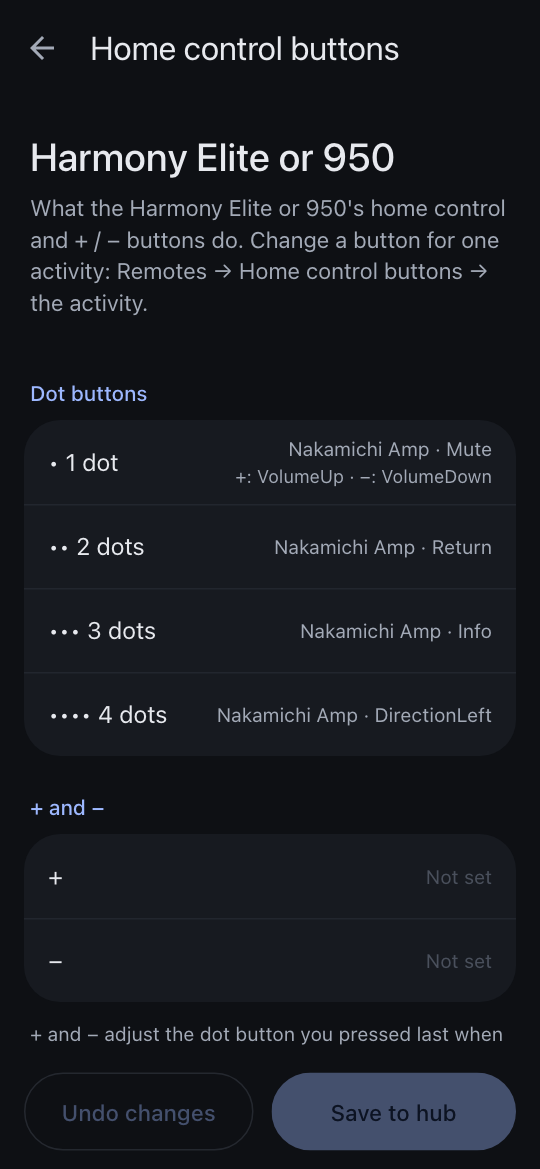 Home control buttons
Harmony Elite or 950
What the Harmony Elite or 950's home control
and + / − buttons do. Change a button for one
activity: Remotes → Home control buttons →
the activity.
Dot buttons
• 1 dot
Nakamichi Amp · Mute
+: VolumeUp · −: VolumeDown
•• 2 dots
Nakamichi Amp · Return
••• 3 dots
Nakamichi Amp · Info
•••• 4 dots
Nakamichi Amp · DirectionLeft
+ and −
+
Not set
−
Not set
+ and − adjust the dot button you pressed last when
Undo changes
Save to hub